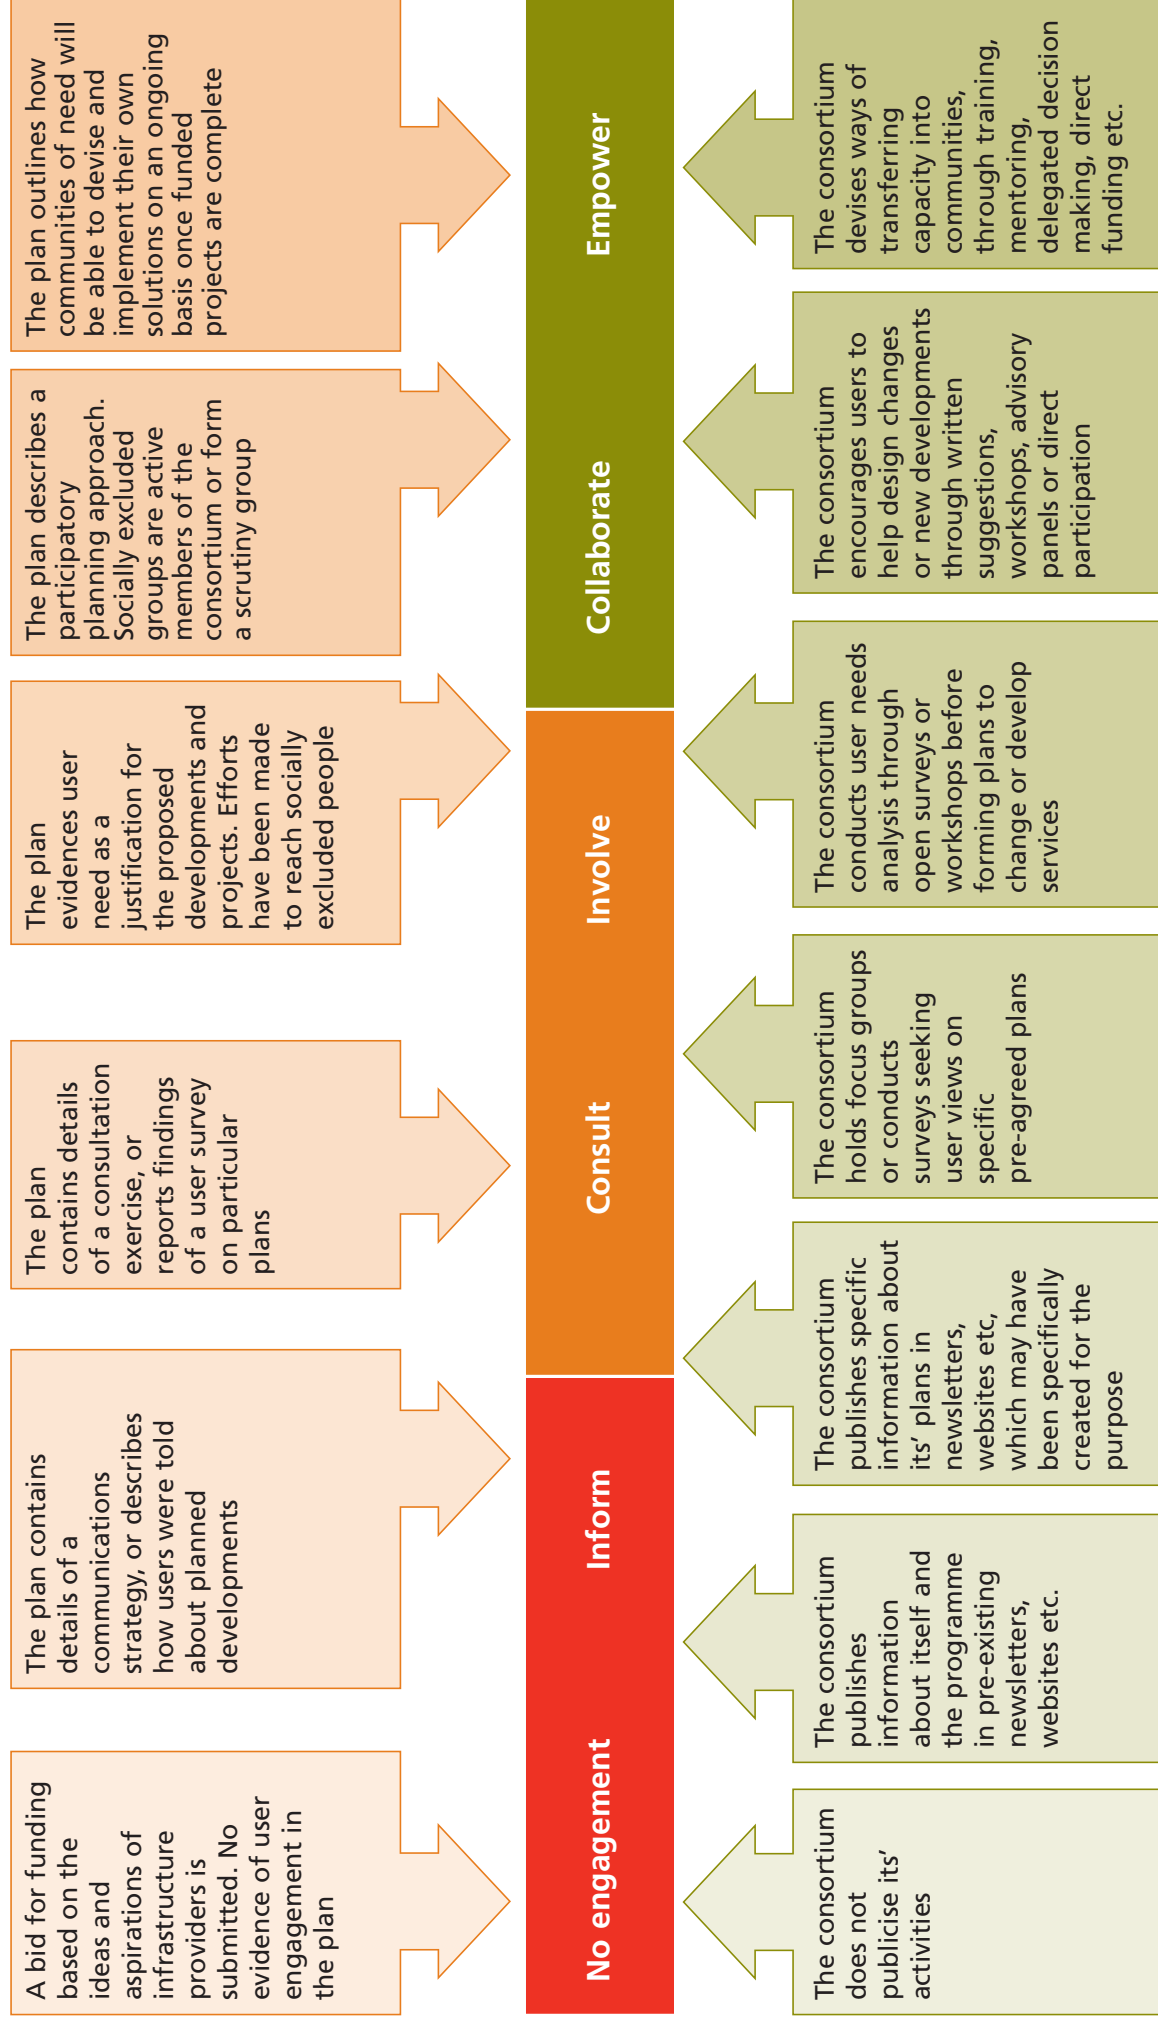 A bid for funding
based on the
ideas and
aspirations of
infrastructure
providers is
submitted. No
evidence of user
engagement in
the plan
The plan contains
details of a
communications
strategy, or describes
how users were told
about planned
developments
The plan
contains details
of a consultation
exercise, or
reports findings
of a user survey
on particular
plans
The plan
evidences user
need as a
justification for
the proposed
developments and
projects. Efforts
have been made
to reach socially
excluded people
The plan describes a
participatory
planning approach.
Socially excluded
groups are active
members of the
consortium or form
a scrutiny group
The plan outlines how
communities of need will
be able to devise and
implement their own
solutions on an ongoing
basis once funded
projects are complete
No engagement
Inform
Consult
Involve
Collaborate
Empower
The consortium
does not
publicise its’
activities
The consortium
publishes
information
about itself and
the programme
in pre-existing
newsletters,
websites etc.
The consortium
publishes specific
information about
its’ plans in
newsletters,
websites etc,
which may have
been specifically
created for the
purpose
The consortium
holds focus groups
or conducts
surveys seeking
user views on
specific
pre-agreed plans
The consortium
conducts user needs
analysis through
open surveys or
workshops before
forming plans to
change or develop
services
The consortium
encourages users to
help design changes
or new developments
through written
suggestions,
workshops, advisory
panels or direct
participation
The consortium
devises ways of
transferring
capacity into
communities,
through training,
mentoring,
delegated decision
making, direct
funding etc.